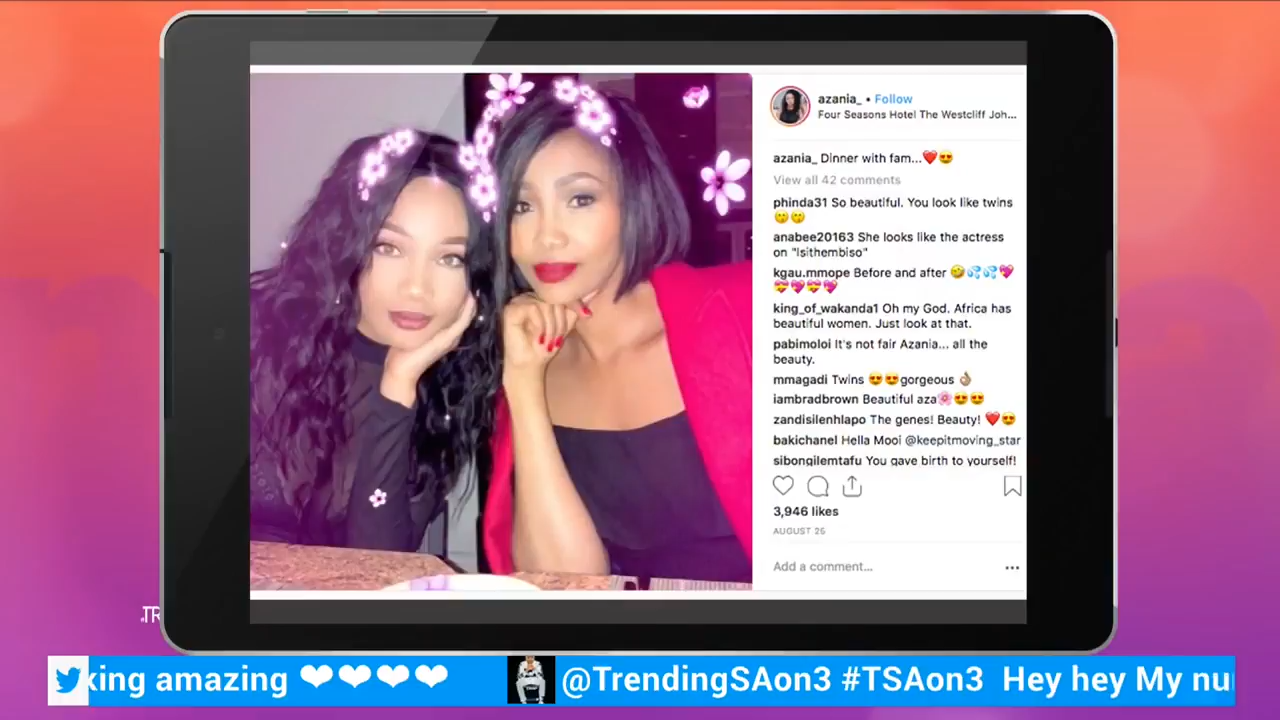 azania_ • Follow
Four Seasons Hotel The Westcliff Joh...
azania_ Dinner with fam...❤️😍
View all 42 comments
phinda31 So beautiful. You look like twins
😙😙
anabee20163 She looks like the actress
on "Isithembiso"
kgau.mmope Before and after 🤣💦💦💖
💝💖💝💖
king_of_wakanda1 Oh my God. Africa has
beautiful women. Just look at that.
pabimoloi It's not fair Azania... all the
beauty.
mmagadi Twins 😍😍gorgeous 👌🏽
iambradbrown Beautiful aza🌸😍😍
zandisilenhlapo The genes! Beauty! ❤️😍
bakichanel Hella Mooi @keepitmoving_star
sibongilemtafu You gave birth to yourself!
3,946 likes
AUGUST 25
Add a comment...
.TR
king amazing ❤❤❤❤ @TrendingSAon3 #TSAon3 Hey hey My nu